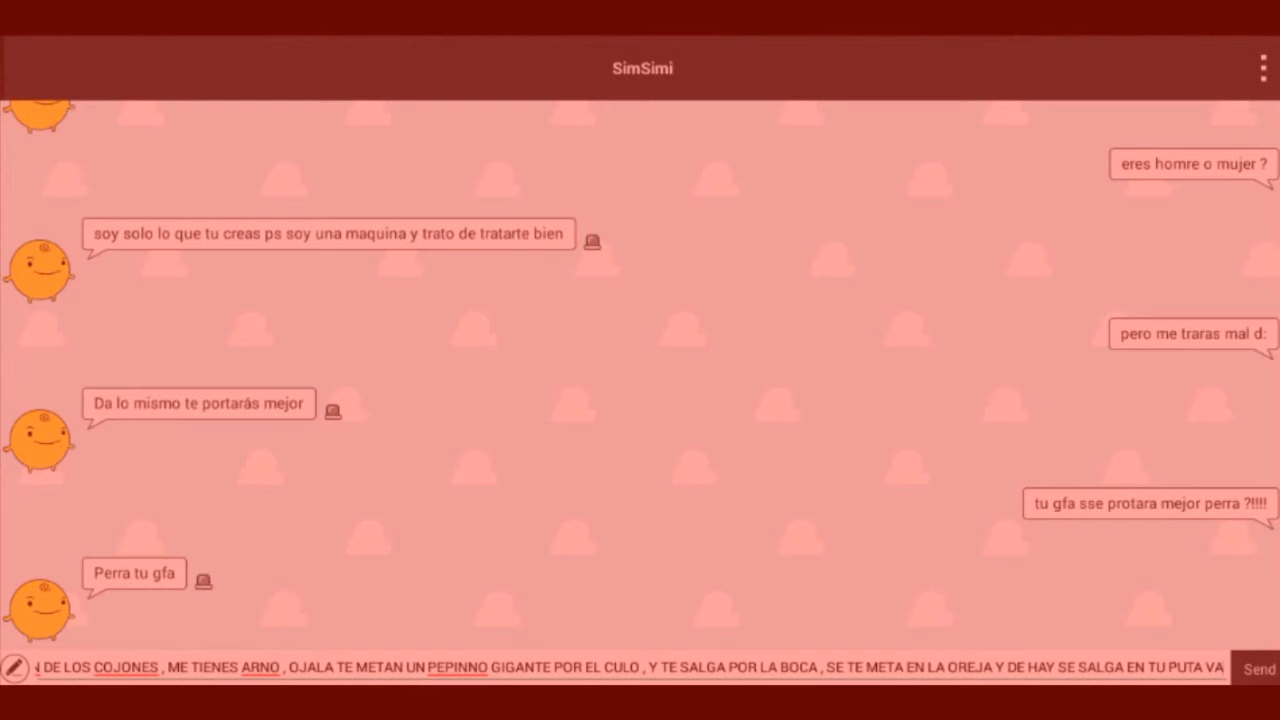 SimSimi
eres homre o mujer ?
soy solo lo que tu creas ps soy una maquina y trato de tratarte bien
pero me traras mal d:
Da lo mismo te portarás mejor
tu gfa sse protara mejor perra ?!!!!
Perra tu gfa
DE LOS COJONES , ME TIENES ARNO , OJALA TE METAN UN PEPINNO GIGANTE POR EL CULO , Y TE SALGA POR LA BOCA , SE TE META EN LA OREJA Y DE HAY SE SALGA EN TU PUTA VA
Send